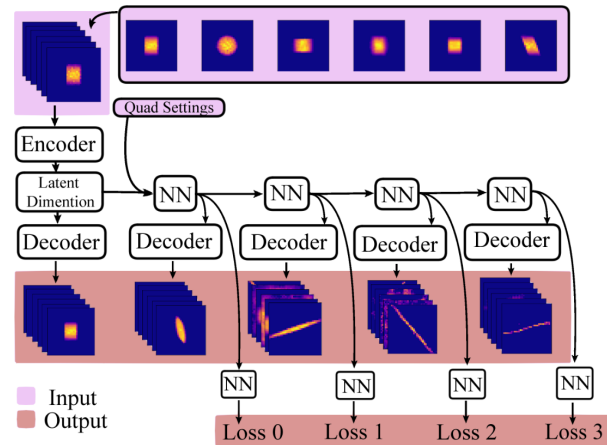 Quad Settings
Encoder
Latent
Dimention
NN
NN
NN
NN
Decoder
Decoder
Decoder
Decoder
Decoder
NN
NN
NN
NN
Input
Output
Loss 0
Loss 1
Loss 2
Loss 3